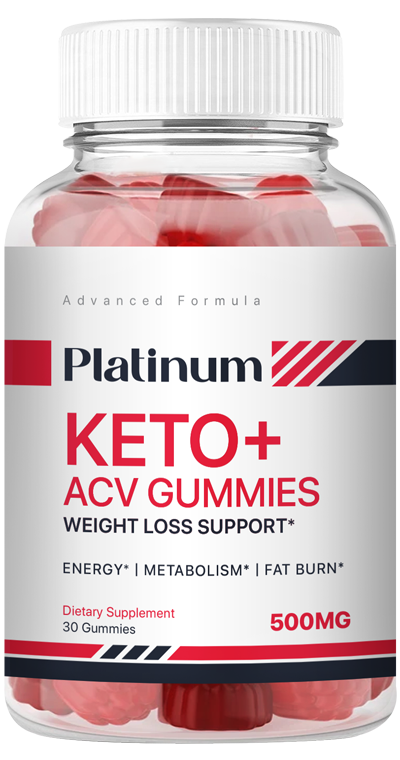 Advanced Formula
Platinum
KETO+
ACV GUMMIES
WEIGHT LOSS SUPPORT*
ENERGY* | METABOLISM* | FAT BURN*
Dietary Supplement
30 Gummies
500MG